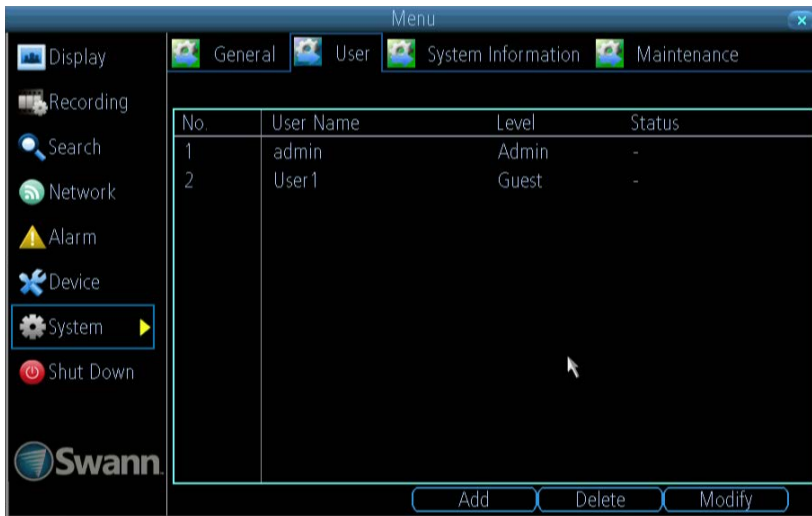 Menu
Display
Recording
Search
Network
Alarm
Device
System
Shut Down
Swann
General User System Information Maintenance
No. User Name Level Status
1 admin Admin -
2 User1 Guest -
Add Delete Modify